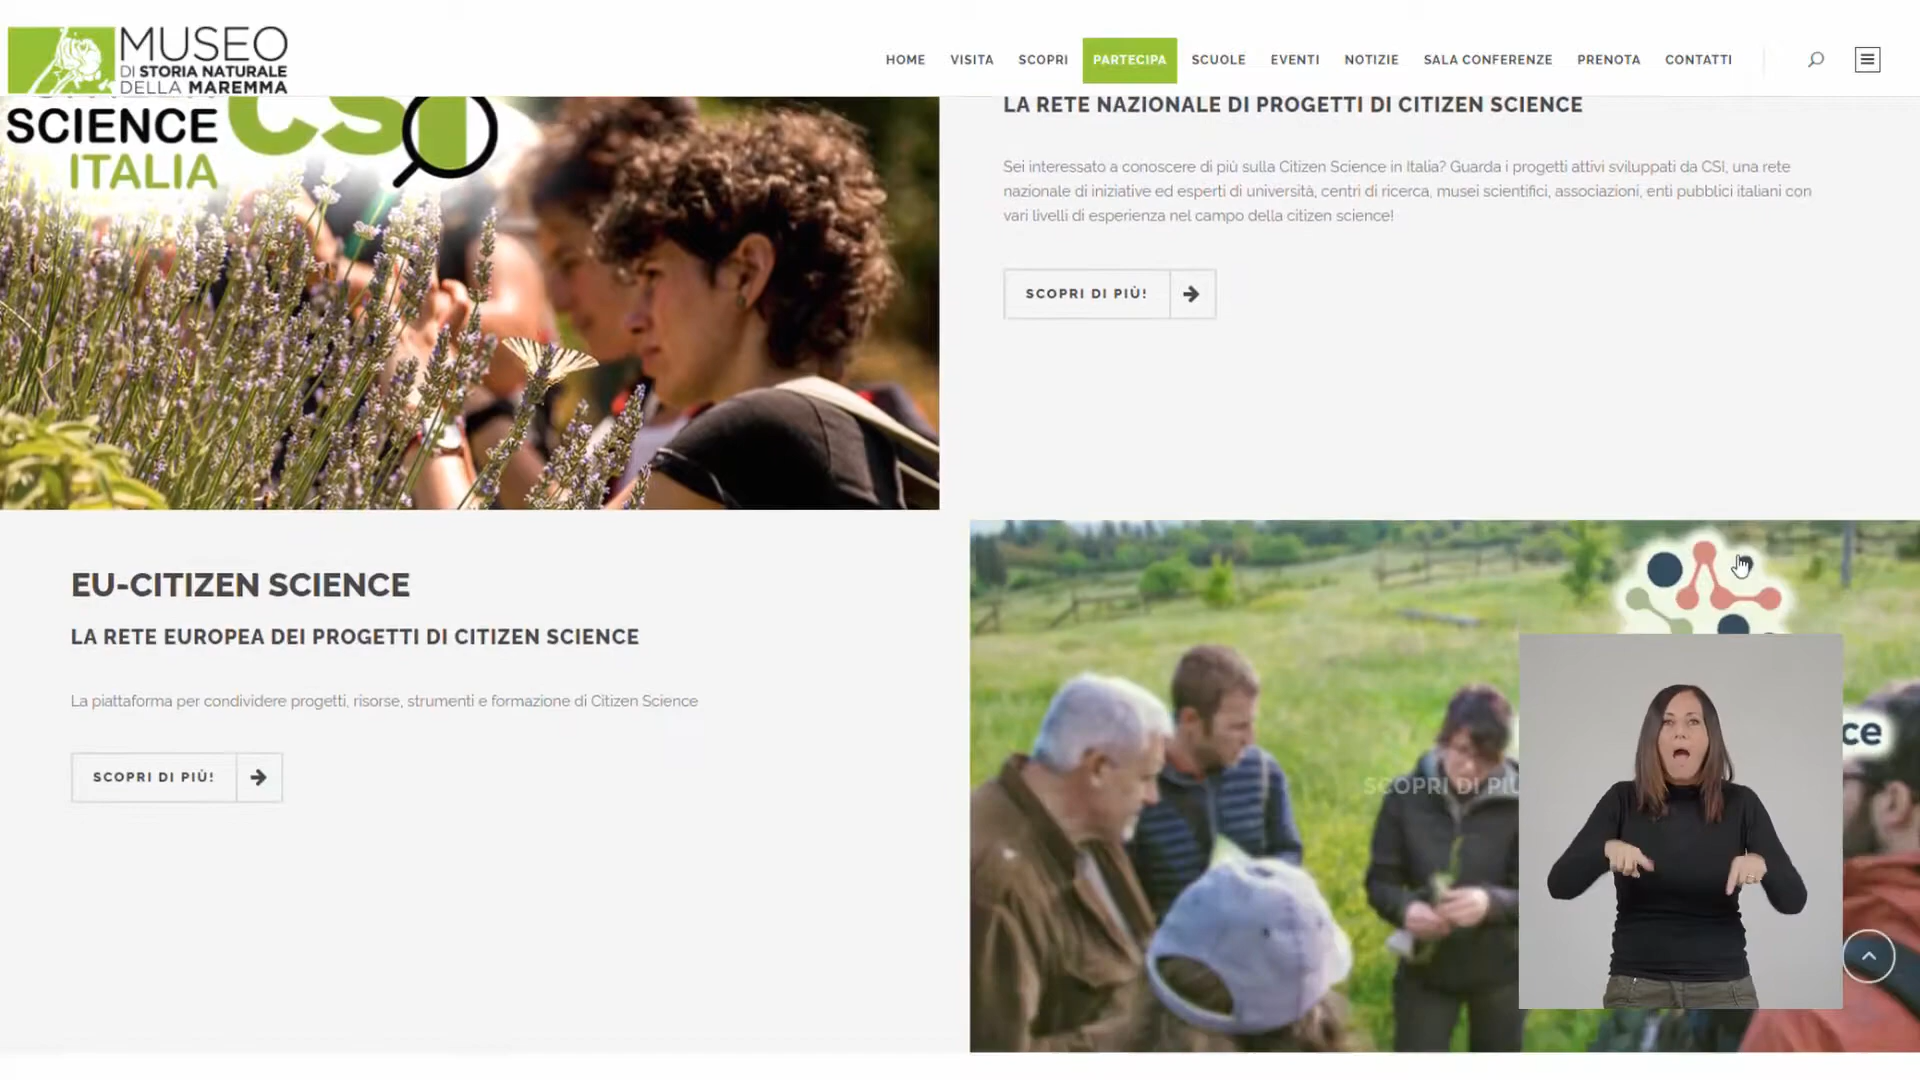 MUSEO
DI STORIA NATURALE
DELLA MAREMMA
HOME VISITA SCOPRI PARTECIPA SCUOLE EVENTI NOTIZIE SALA CONFERENZE PRENOTA CONTATTI
SCIENCE CSI
ITALIA
LA RETE NAZIONALE DI PROGETTI DI CITIZEN SCIENCE
Sei interessato a conoscere di più sulla Citizen Science in Italia? Guarda i progetti attivi sviluppati da CSI, una rete
nazionale di iniziative ed esperti di università, centri di ricerca, musei scientifici, associazioni, enti pubblici italiani con
vari livelli di esperienza nel campo della citizen science!
SCOPRI DI PIÙ!
EU-CITIZEN SCIENCE
LA RETE EUROPEA DEI PROGETTI DI CITIZEN SCIENCE
La piattaforma per condividere progetti, risorse, strumenti e formazione di Citizen Science
SCOPRI DI PIÙ!
SCOPRI DI PIÙ
ce